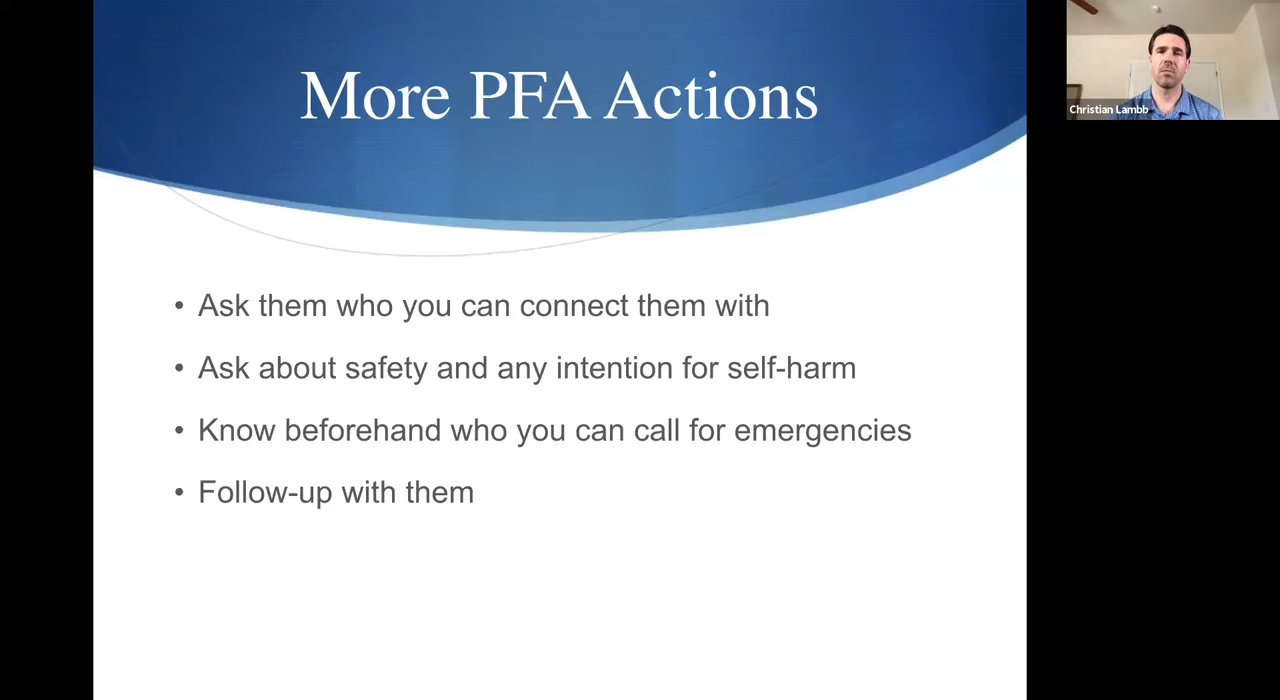 More PFA Actions
Christian Lambb
• Ask them who you can connect them with
• Ask about safety and any intention for self-harm
• Know beforehand who you can call for emergencies
• Follow-up with them